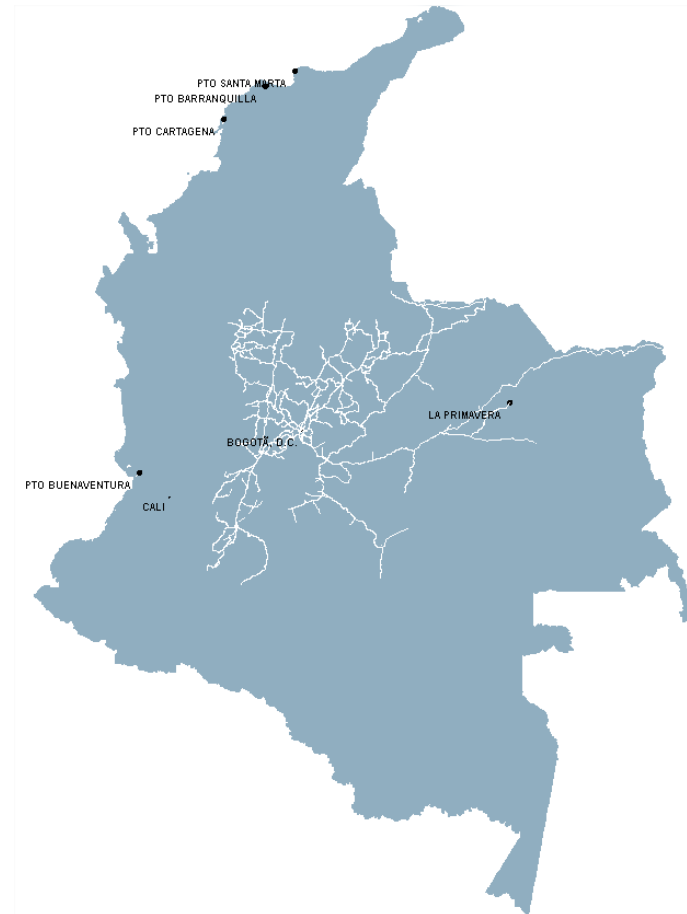 PTO SANTA MARTA
PTO BARRANQUILLA
PTO CARTAGENA
LA PRIMAVERA
BOGOTÁ, D.C.
PTO BUENAVENTURA
CALI